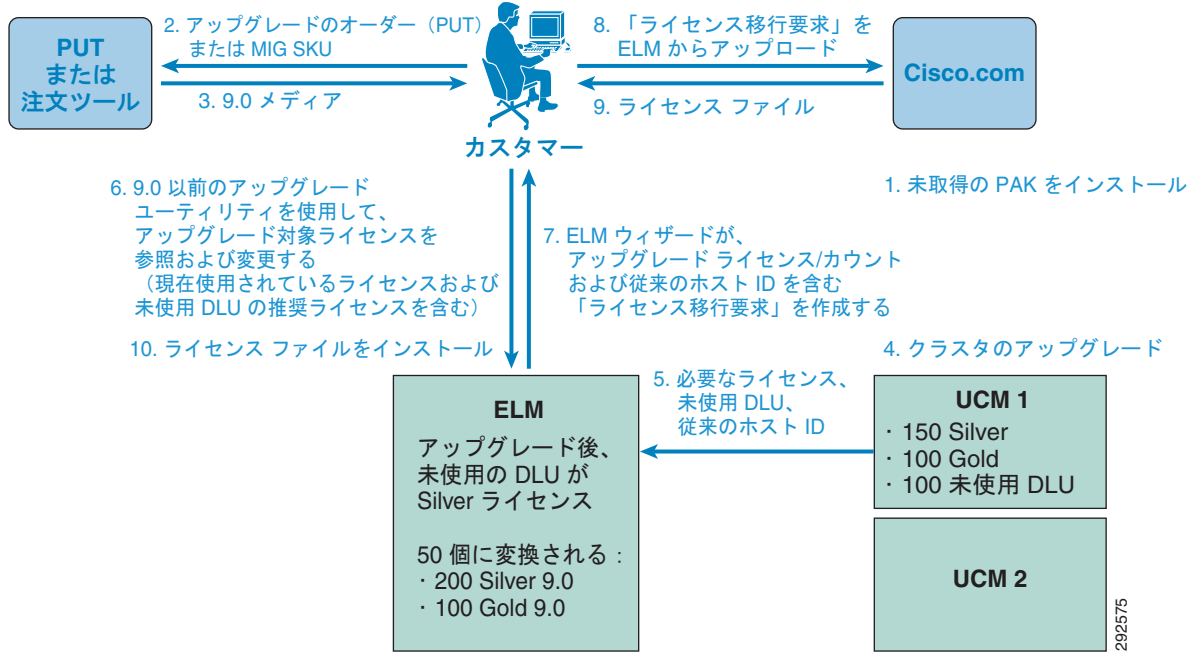 PUT
または
注文ツール
2. アップグレードのオーダー（PUT）
または MIG SKU
3. 9.0 メディア
カスタマー
8. 「ライセンス移行要求」を
ELM からアップロード
9. ライセンス ファイル
Cisco.com
1. 未取得の PAK をインストール
6. 9.0 以前のアップグレード
ユーティリティを使用して、
アップグレード対象ライセンスを
参照および変更する
（現在使用されているライセンスおよび
未使用 DLU の推奨ライセンスを含む）
7. ELM ウィザードが、
アップグレード ライセンス/カウント
および従来のホスト ID を含む
「ライセンス移行要求」を作成する
10. ライセンス ファイルをインストール
4. クラスタのアップグレード
5. 必要なライセンス、
未使用 DLU、
従来のホスト ID
ELM
アップグレード後、
未使用の DLU が
Silver ライセンス
50 個に変換される：
· 200 Silver 9.0
· 100 Gold 9.0
UCM 1
· 150 Silver
· 100 Gold
· 100 未使用 DLU
UCM 2
292575